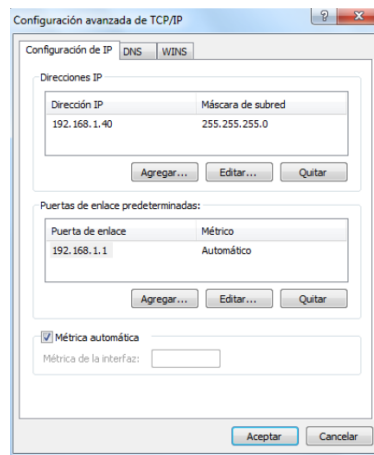 Configuración avanzada de TCP/IP
Configuración de IP DNS WINS
Direcciones IP
Dirección IP Máscara de subred
192.168.1.40 255.255.255.0
Agregar... Editar... Quitar
Puertas de enlace predeterminadas:
Puerta de enlace Métrico
192.168.1.1 Automático
Agregar... Editar... Quitar
Métrica automática
Métrica de la interfaz:
Aceptar Cancelar